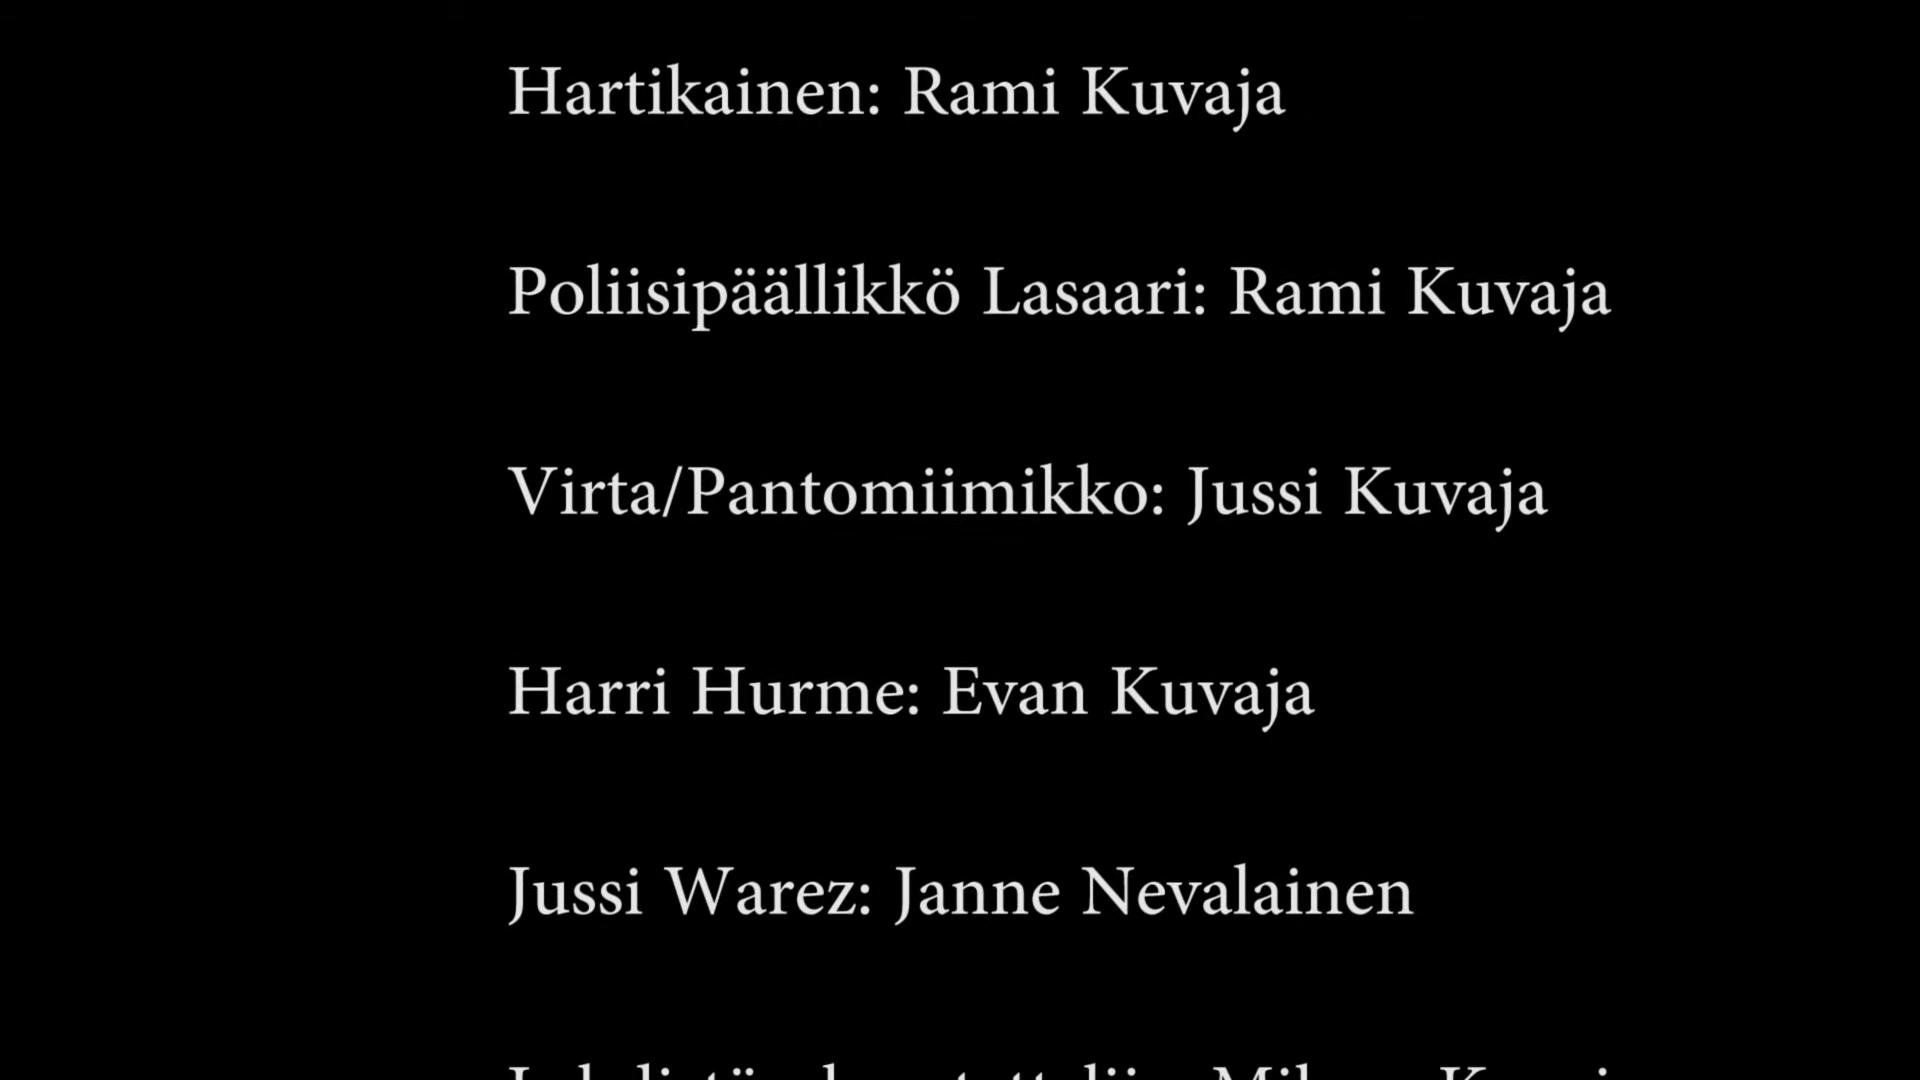 Hartikainen: Rami Kuvaja
Poliisipäällikkö Lasaari: Rami Kuvaja
Virta/Pantomiimikko: Jussi Kuvaja
Harri Hurme: Evan Kuvaja
Jussi Warez: Janne Nevalainen